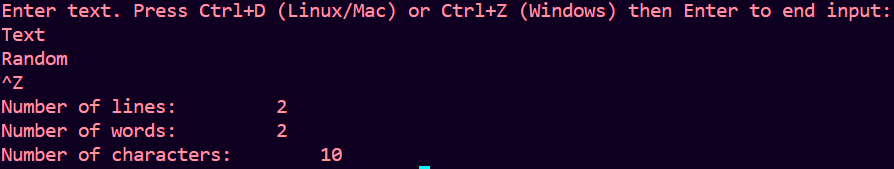 Enter text. Press Ctrl+D (Linux/Mac) or Ctrl+Z (Windows) then Enter to end input:
Text
Random
^Z
Number of lines:         2
Number of words:         2
Number of characters:        10